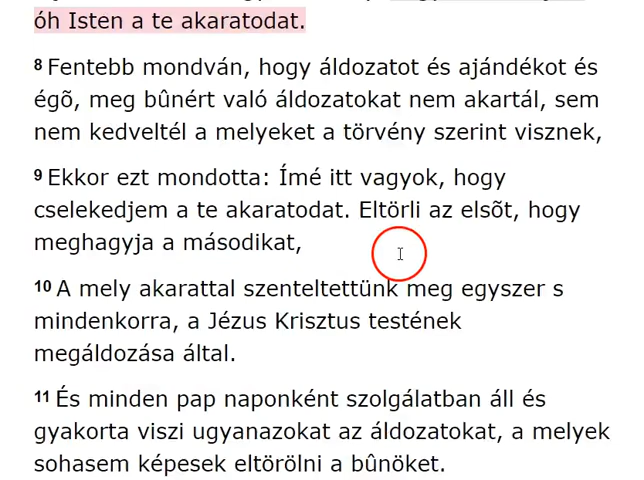 óh Isten a te akaratodat.
8 Fentebb mondván, hogy áldozatot és ajándékot és
égõ, meg bûnért való áldozatokat nem akartál, sem
nem kedveltél a melyeket a törvény szerint visznek,
9 Ekkor ezt mondotta: Ímé itt vagyok, hogy
cselekedjem a te akaratodat. Eltörli az elsõt, hogy
meghagyja a másodikat,
10 A mely akarattal szenteltettünk meg egyszer s
mindenkorra, a Jézus Krisztus testének
megáldozása által.
11 És minden pap naponként szolgálatban áll és
gyakorta viszi ugyanazokat az áldozatokat, a melyek
sohasem képesek eltörölni a bûnöket.